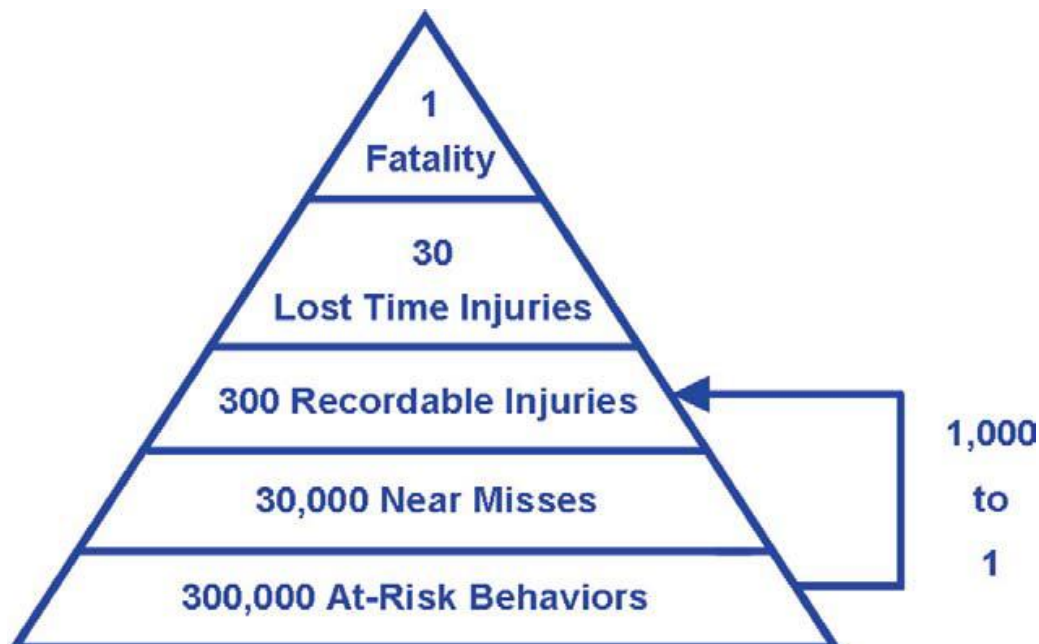 1
Fatality
30
Lost Time Injuries
300 Recordable Injuries
30,000 Near Misses
300,000 At-Risk Behaviors
1,000
to
1